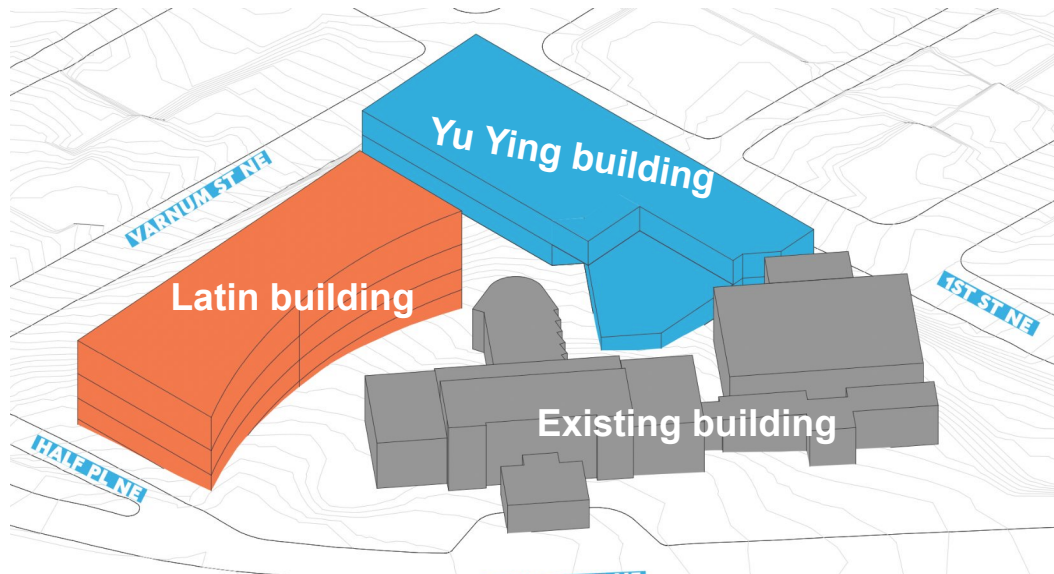 Yu Ying building
VARNUM ST NE
Latin building
1ST ST NE
Existing building
HALF PL NE